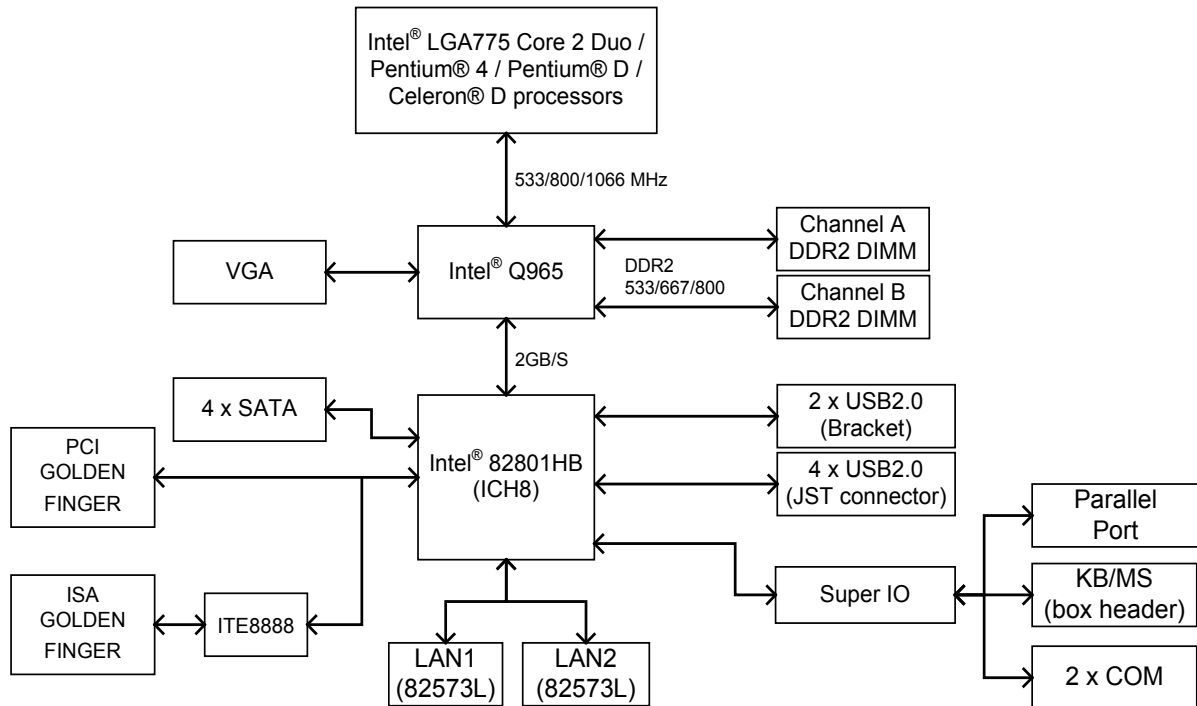 Intel® LGA775 Core 2 Duo /
Pentium® 4 / Pentium® D /
Celeron® D processors
533/800/1066 MHz
VGA
Intel® Q965
DDR2
533/667/800
Channel A
DDR2 DIMM
Channel B
DDR2 DIMM
2GB/S
4 x SATA
Intel® 82801HB
(ICH8)
2 x USB2.0
(Bracket)
4 x USB2.0
(JST connector)
PCI
GOLDEN
FINGER
ISA
GOLDEN
FINGER
ITE8888
LAN1
(82573L)
LAN2
(82573L)
Super IO
Parallel
Port
KB/MS
(box header)
2 x COM